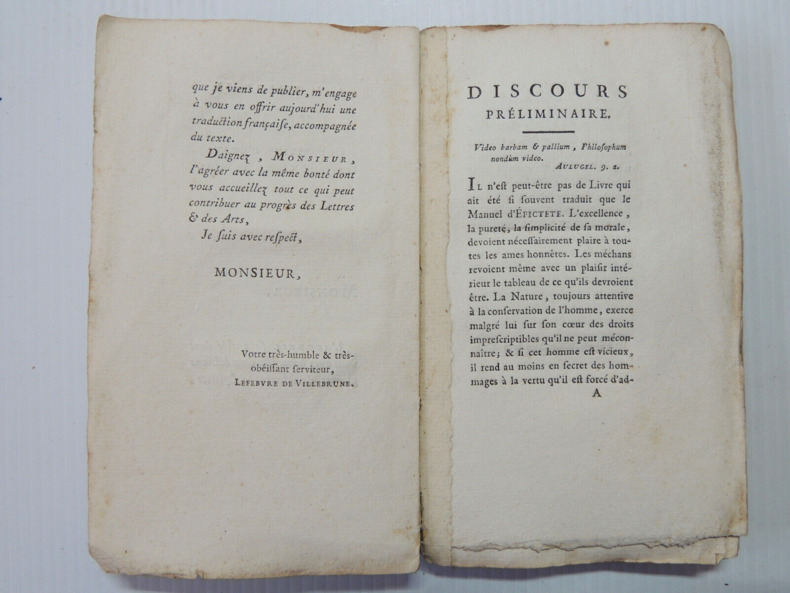 que je viens de publier, m'engage
à vous en offrir aujourd'hui une
traduction françaiſe, accompagnée
du texte.
Daignez, MONSIEUR,
l'agréer avec la même bonté dont
vous accueillez tout ce qui peut
contribuer au progrès des Lettres
& des Arts,
Je ſuis avec reſpect,
MONSIEUR,
Votre très-humble & très-
obéiſſant ſerviteur,
LEFEBVRE DE VILLEBRUNE.
DISCOURS
PRÉLIMINAIRE.
Video barbam & pallium, Philoſophum
nondùm video.
AULUGEL. 9. 2.
IL n'eſt peut-être pas de Livre qui
ait été ſi ſouvent traduit que le
Manuel d'ÉPICTETE. L'excellence,
la pureté, la ſimplicité de ſa morale,
devoient néceſſairement plaire à tou-
tes les ames honnêtes. Les méchans
revoient même avec un plaiſir inté-
rieur le tableau de ce qu'ils devroient
être. La Nature, toujours attentive
à la conſervation de l'homme, exerce
malgré lui ſur ſon cœur des droits
impreſcriptibles qu'il ne peut mécon-
naître; & ſi cet homme eſt vicieux,
il rend au moins en ſecret des hom-
mages à la vertu qu'il eſt forcé d'ad-
A